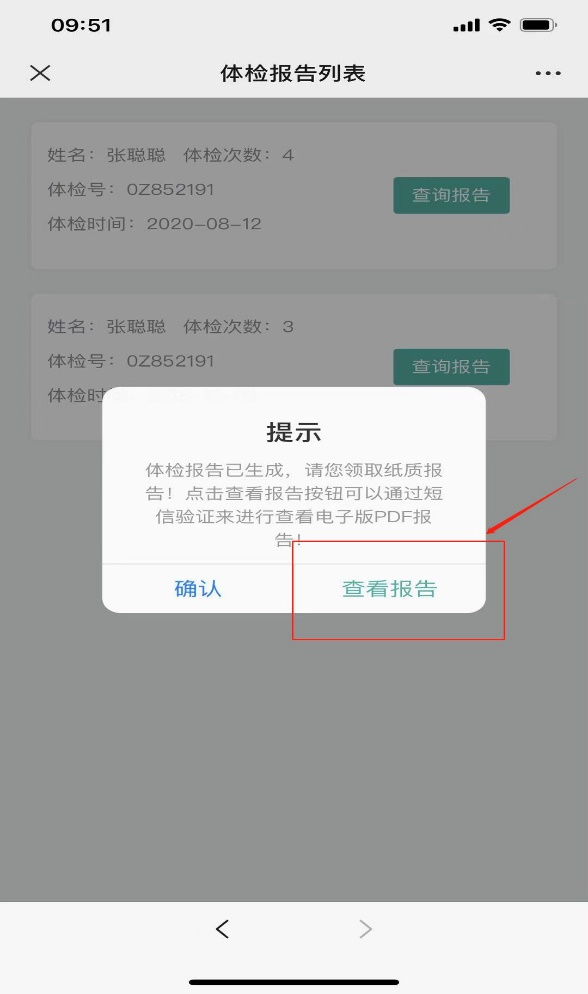 09:51
体检报告列表
姓名：张聪聪 体检次数：4
体检号：0Z852191
查询报告
体检时间：2020-08-12
姓名：张聪聪 体检次数：3
体检号：0Z852191
查询报告
体检时
提示
体检报告已生成，请您领取纸质报
告！点击查看报告按钮可以通过短
信验证来进行查看电子版PDF报
告！
确认
查看报告